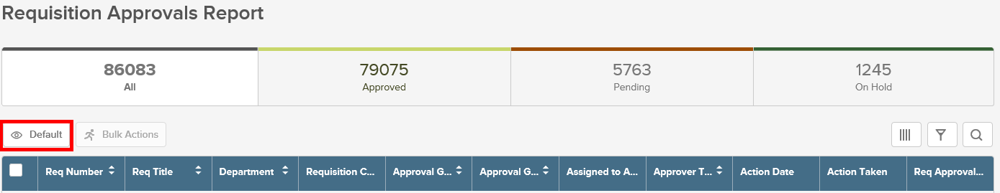 Requisition Approvals Report
86083 79075 5763 1245
All Approved Pending On Hold
Default Bulk Actions
Req Number Req Title Department Requisition C... Approval G... Approval G... Assigned to A... Approver T... Action Date Action Taken Req Approval...